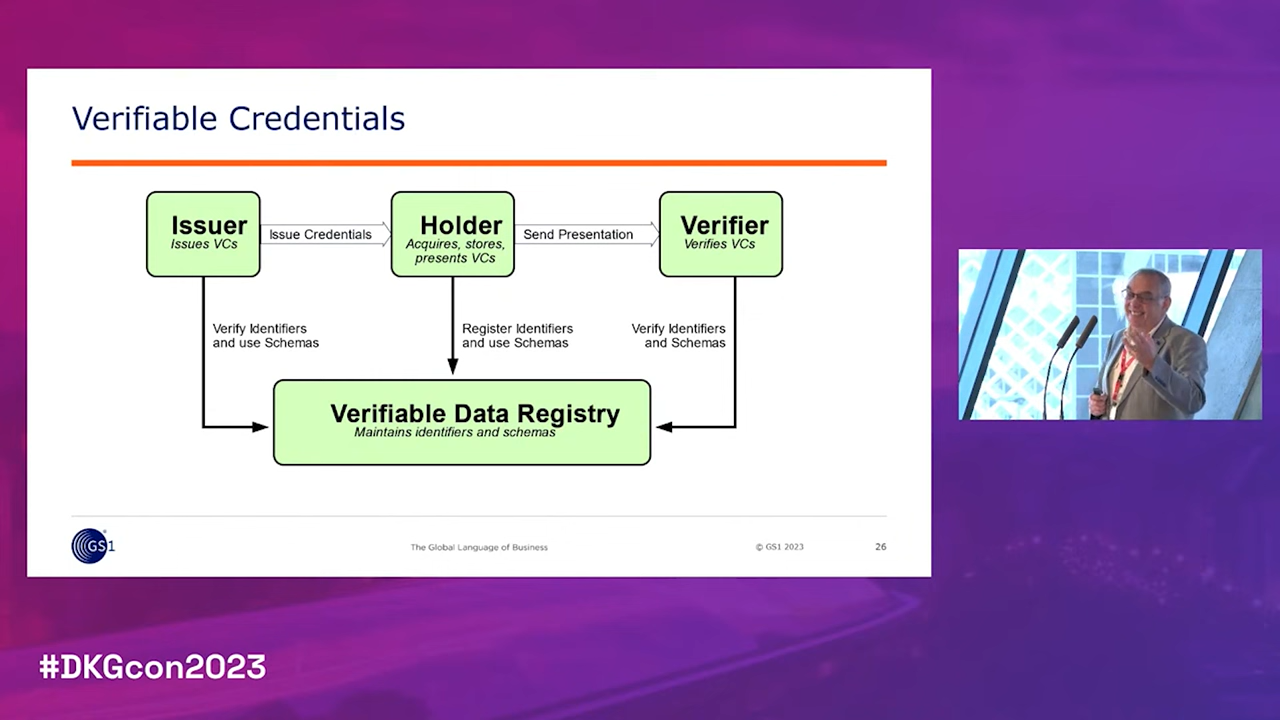 Verifiable Credentials
Issuer
Issues VCs
Issue Credentials
Holder
Acquires, stores,
presents VCs
Send Presentation
Verifier
Verifies VCs
Verify Identifiers
and use Schemas
Register Identifiers
and use Schemas
Verify Identifiers
and Schemas
Verifiable Data Registry
Maintains identifiers and schemas
GS1
The Global Language of Business
© GS1 2023
26
#DKGcon2023